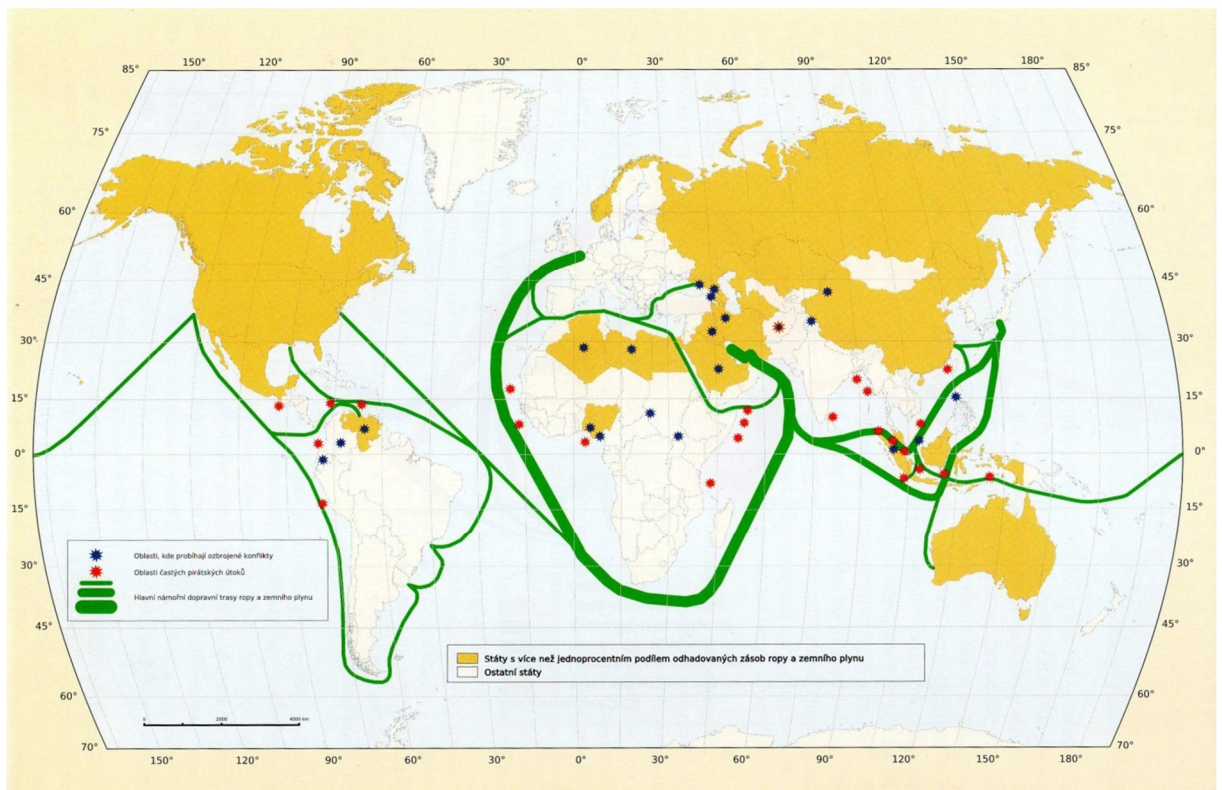 150° 120° 90° 60° 30° 0° 30° 60° 90° 120° 150° 180°
85° 85°
75° 75°
60° 60°
45° 45°
30° 30°
15° 15°
0° 0°
15° 15°
30° 30°
45° 45°
60° 60°
70° 70°
Oblasti, kde probíhají ozbrojené konflikty
Oblasti častých pirátských útoků
Hlavní námořní dopravní trasy ropy a zemního plynu
Státy s více než jednoprocentním podílem odhadovaných zásob ropy a zemního plynu
Ostatní státy
0 2000 4000 km
150° 120° 90° 60° 30° 0° 30° 60° 90° 120° 150° 180°